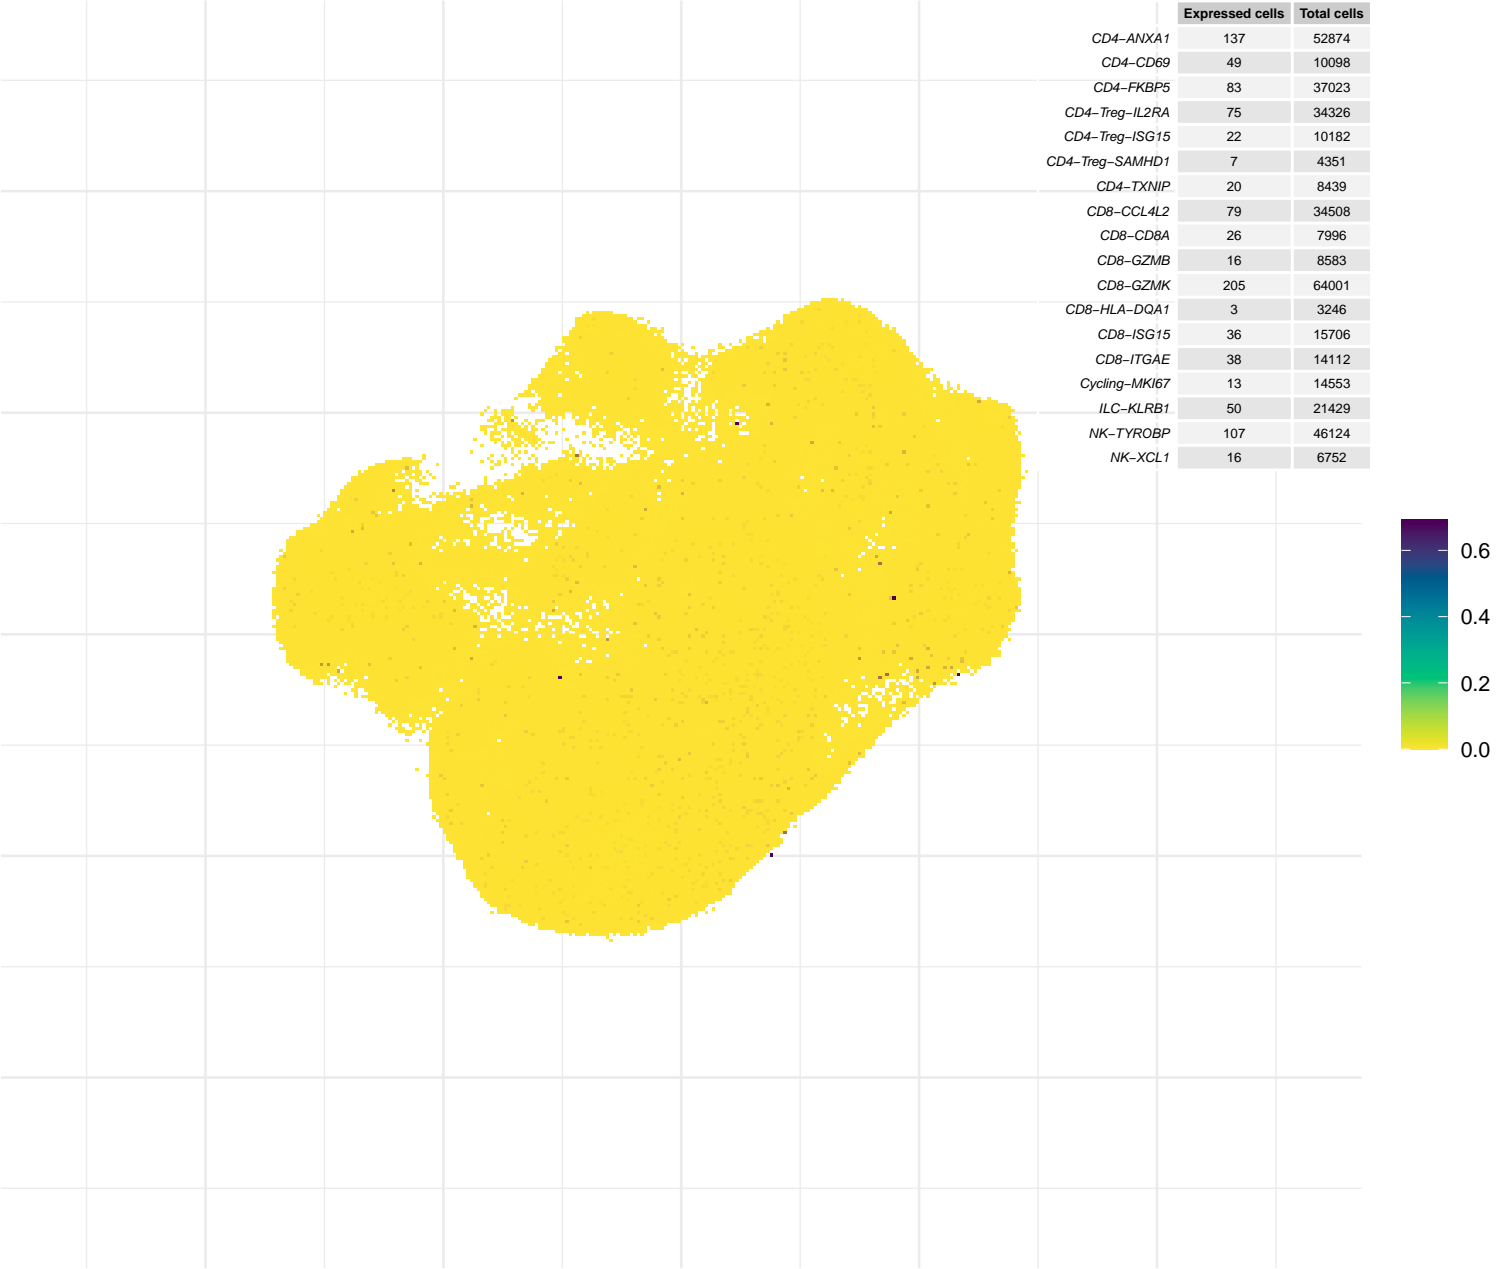 Expressed cells Total cells
CD4−ANXA1 137 52874
CD4−CD69 49 10098
CD4−FKBP5 83 37023
CD4−Treg−IL2RA 75 34326
CD4−Treg−ISG15 22 10182
CD4−Treg−SAMHD1 7 4351
CD4−TXNIP 20 8439
CD8−CCL4L2 79 34508
CD8−CD8A 26 7996
CD8−GZMB 16 8583
CD8−GZMK 205 64001
CD8−HLA−DQA1 3 3246
CD8−ISG15 36 15706
CD8−ITGAE 38 14112
Cycling−MKI67 13 14553
ILC−KLRB1 50 21429
NK−TYROBP 107 46124
NK−XCL1 16 6752
0.6
0.4
0.2
0.0